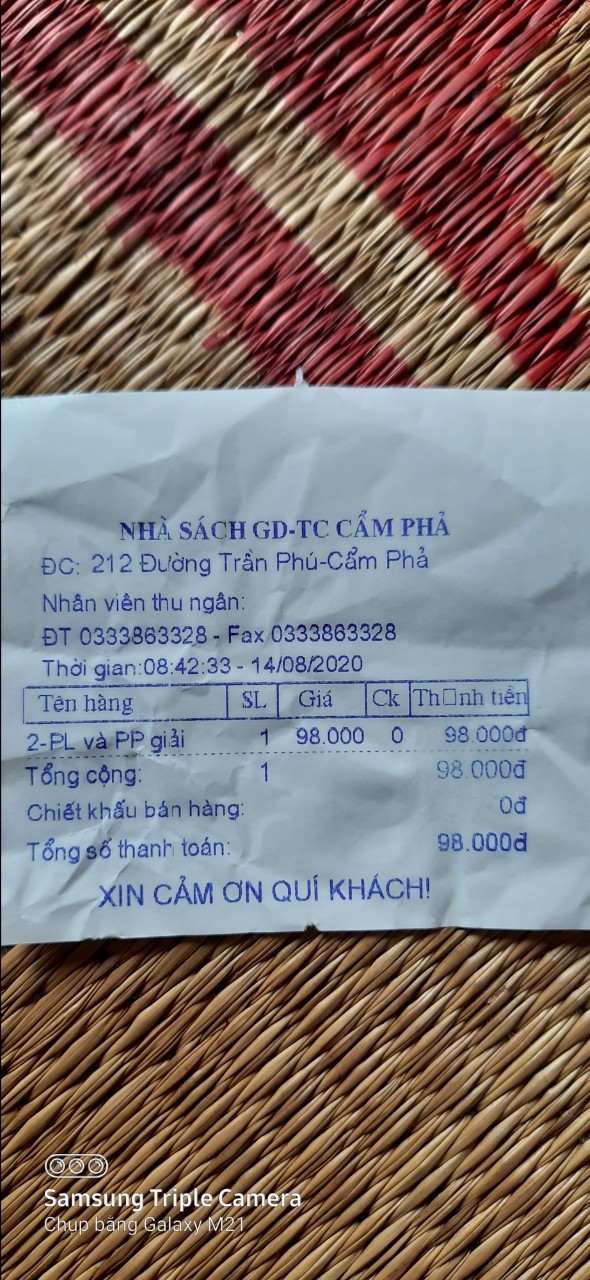 NHÀ SÁCH GD-TC CẨM PHẢ
ĐC: 212 Đường Trần Phú-Cẩm Phả
Nhân viên thu ngân:
ĐT 0333863328 - Fax 0333863328
Thời gian:08:42:33 - 14/08/2020
Tên hàng SL Giá Ck Th□nh tiền
2-PL và PP giải 1 98.000 0 98.000đ
Tổng cộng: 1 98.000đ
Chiết khấu bán hàng: 0đ
Tổng số thanh toán: 98.000đ
XIN CẢM ƠN QUÍ KHÁCH!
Samsung Triple Camera
Chụp bằng Galaxy M21